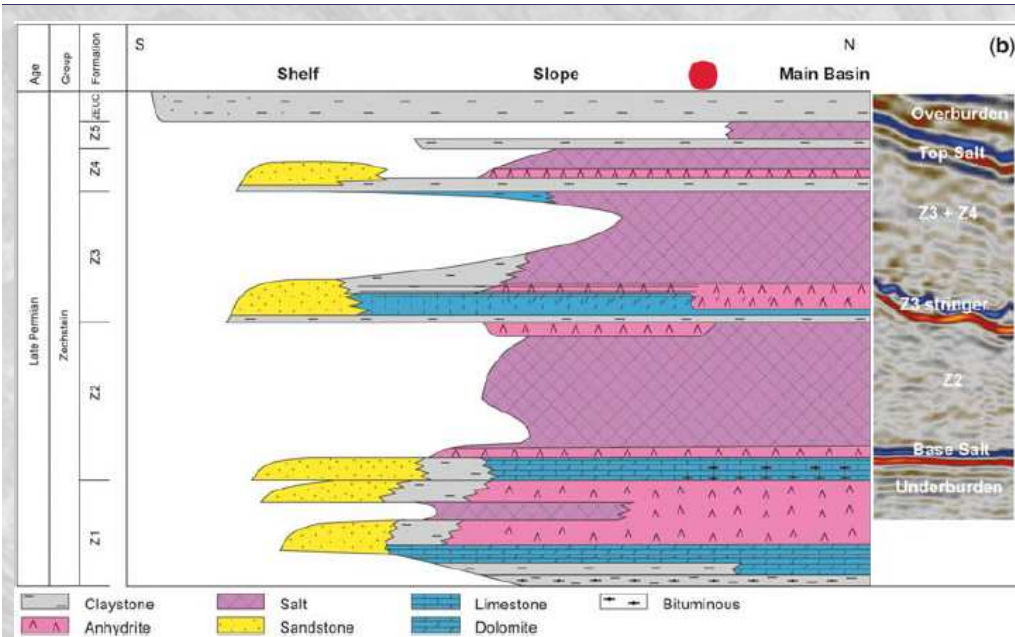 S N (b)
Age Group Formation Shelf Slope Main Basin
ZEUC
Z5
Z4
Z3
Z2
Z1
Late Permian
Zechstein
Overburden
Top Salt
Z3 + Z4
Z3 stringer
Z2
Base Salt
Underburden
Claystone Salt Limestone Bituminous
Anhydrite Sandstone Dolomite